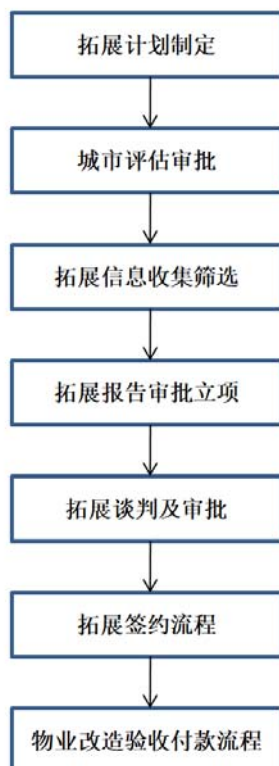 拓展计划制定
城市评估审批
拓展信息收集筛选
拓展报告审批立项
拓展谈判及审批
拓展签约流程
物业改造验收付款流程